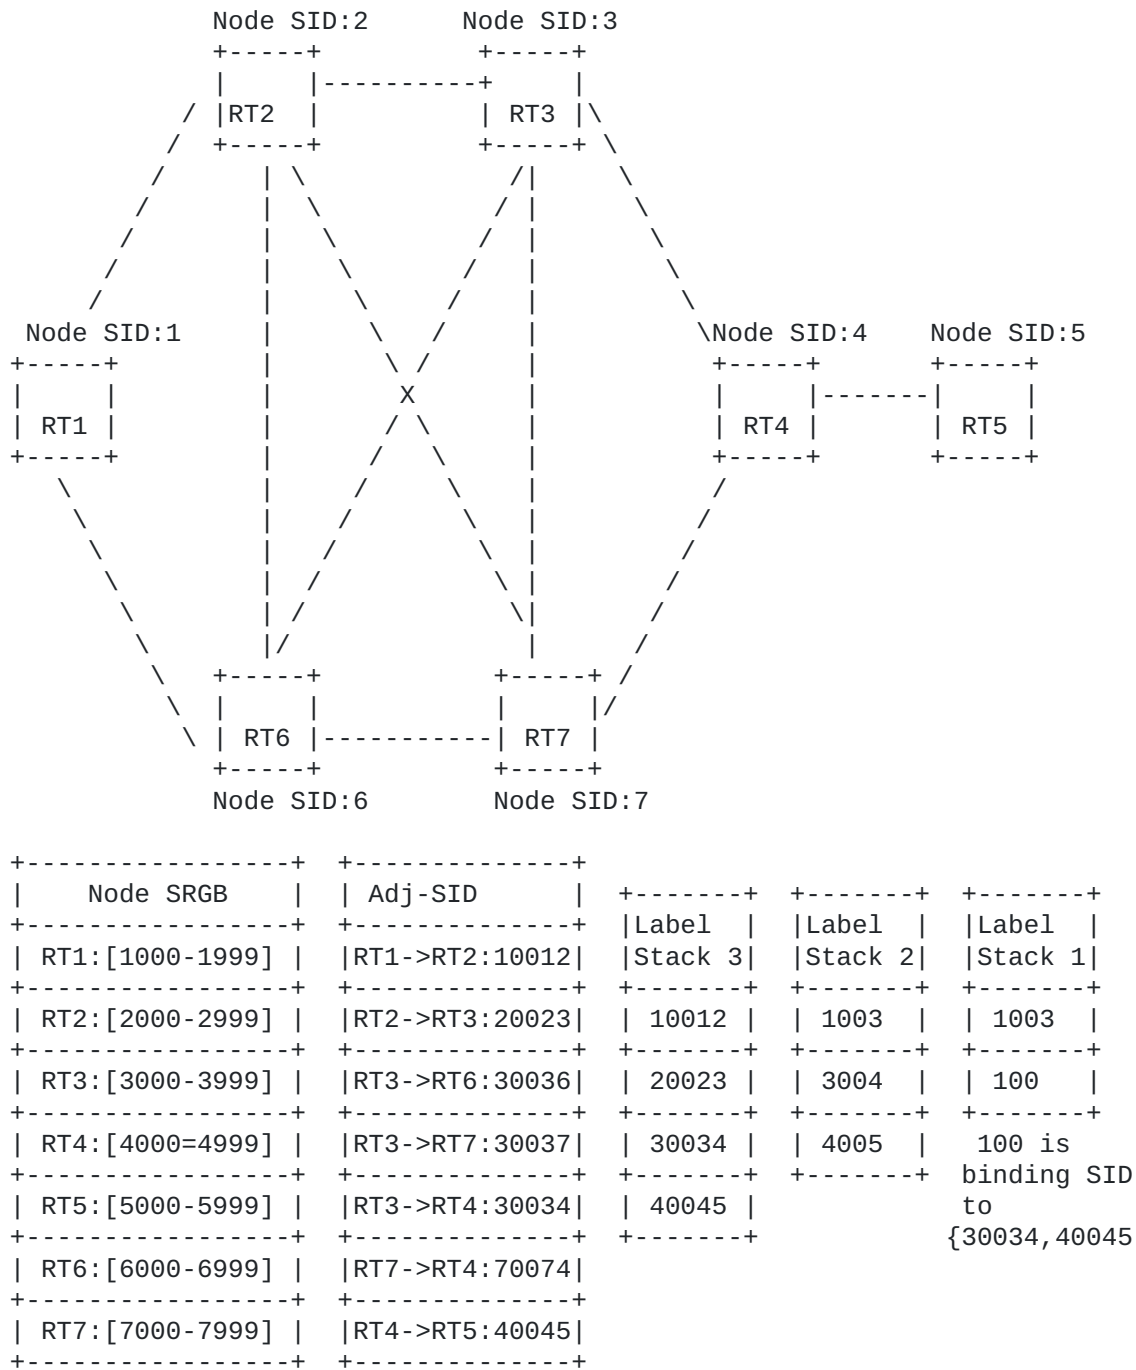 Node SID:2 Node SID:3
RT2 RT3
Node SID:1 Node SID:4 Node SID:5
X
RT1 RT4 RT5
RT6 RT7
Node SID:6 Node SID:7
Node SRGB Adj-SID
Label Label Label
RT1:[1000-1999] RT1->RT2:10012 Stack 3 Stack 2 Stack 1
RT2:[2000-2999] RT2->RT3:20023 10012 1003 1003
RT3:[3000-3999] RT3->RT6:30036 20023 3004 100
RT4:[4000=4999] RT3->RT7:30037 30034 4005 100 is
binding SID
RT5:[5000-5999] RT3->RT4:30034 40045 to
{30034,40045
RT6:[6000-6999] RT7->RT4:70074
RT7:[7000-7999] RT4->RT5:40045